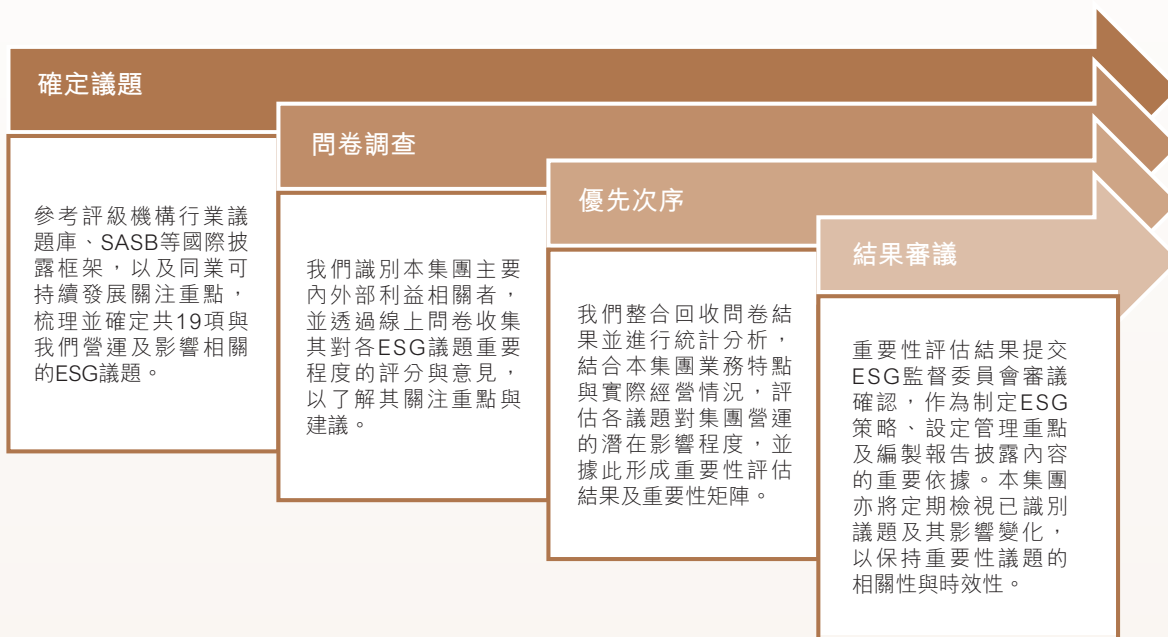 確定議題
參考評級機構行業議
題庫、SASB等國際披
露框架，以及同業可
持續發展關注重點，
梳理並確定共19項與
我們營運及影響相關
的ESG議題。
問卷調查
我們識別本集團主要
內外部利益相關者，
並透過線上問卷收集
其對各ESG議題重要
程度的評分與意見，
以了解其關注重點與
建議。
優先次序
我們整合回收問卷結
果並進行統計分析，
結合本集團業務特點
與實際經營情況，評
估各議題對集團營運
的潛在影響程度，並
據此形成重要性評估
結果及重要性矩陣。
結果審議
重要性評估結果提交
ESG監督委員會審議
確認，作為制定ESG
策略、設定管理重點
及編製報告披露內容
的重要依據。本集團
亦將定期檢視已識別
議題及其影響變化，
以保持重要性議題的
相關性與時效性。